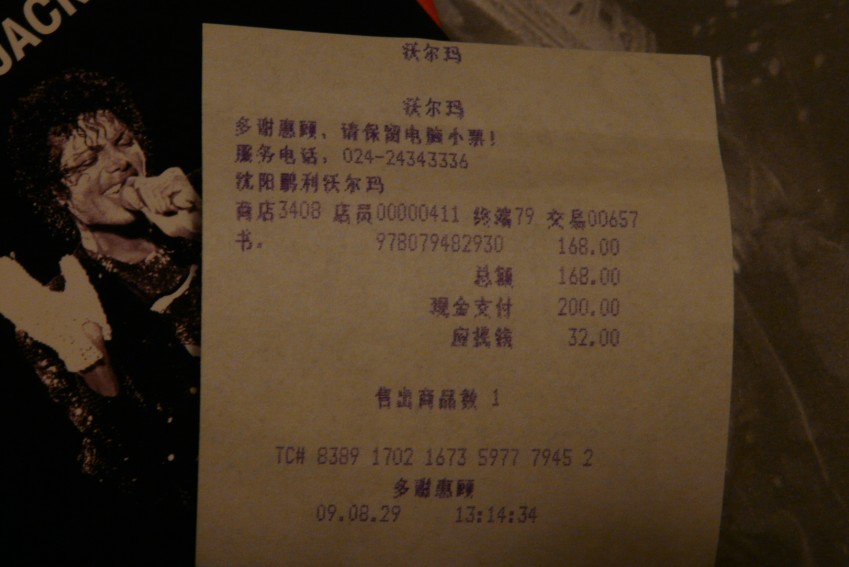 JACK
沃尔玛
沃尔玛
多谢惠顾，请保留电脑小票!
服务电话：024-24343336
沈阳鹏利沃尔玛
商店3408 店员00000411 终端79 交易00657
书. 978079482930 168.00
总额 168.00
现金支付 200.00
应找钱 32.00
售出商品数 1
TC# 8389 1702 1673 5977 7945 2
多谢惠顾
09.08.29 13:14:34